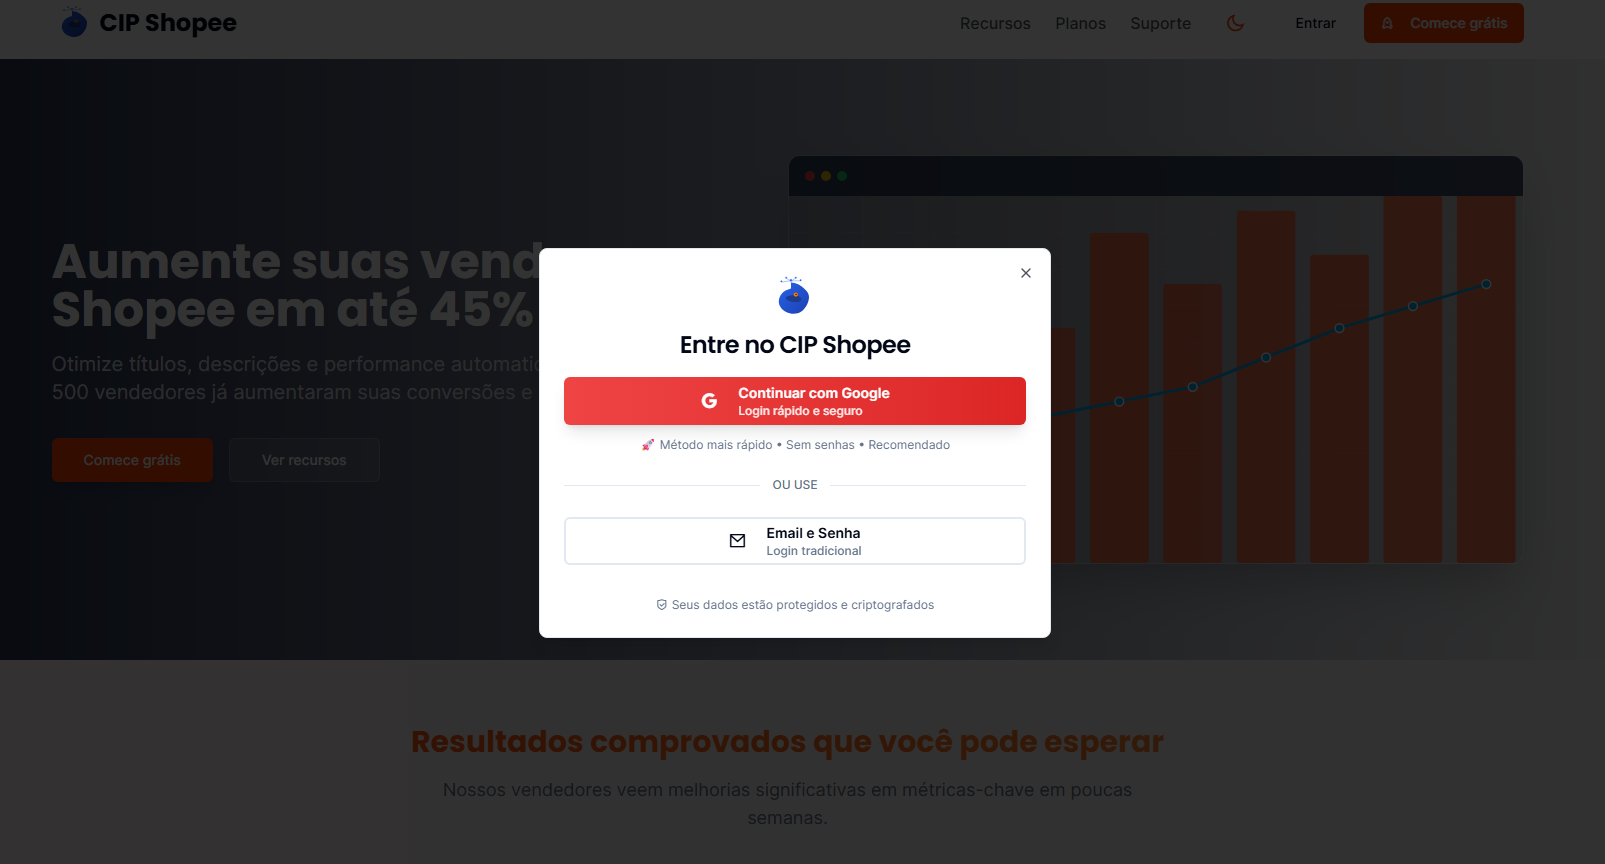 CIP Shopee
Recursos
Planos
Suporte
Entrar
Comece grátis
Aumente suas vend
Shopee em até 45%
Otimize títulos, descrições e performance
500 vendedores já aumentaram suas conversões e
Comece grátis
Ver recursos
Entre no CIP Shopee
Continuar com Google
Login rápido e seguro
🚀 Método mais rápido • Sem senhas • Recomendado
OU USE
Email e Senha
Login tradicional
Seus dados estão protegidos e criptografados
Resultados comprovados que você pode esperar
Nossos vendedores veem melhorias significativas em métricas-chave em poucas
semanas.